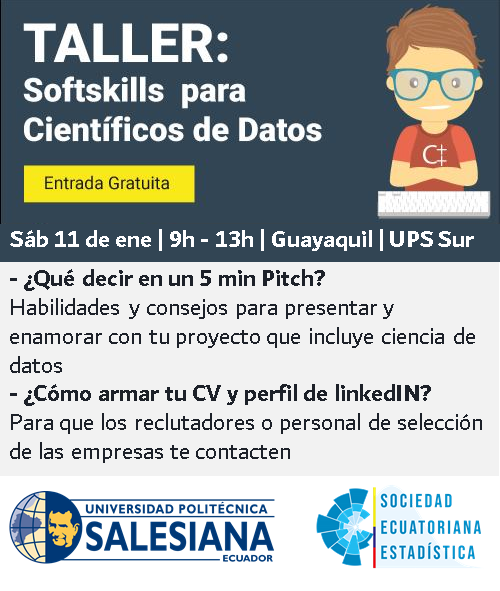 TALLER:
Softskills para
Científicos de Datos
Entrada Gratuita
C‡
Sáb 11 de ene | 9h - 13h | Guayaquil | UPS Sur
- ¿Qué decir en un 5 min Pitch?
Habilidades y consejos para presentar y
enamorar con tu proyecto que incluye ciencia de
datos
- ¿Cómo armar tu CV y perfil de linkedIN?
Para que los reclutadores o personal de selección
de las empresas te contacten
UNIVERSIDAD POLITÉCNICA
SALESIANA
ECUADOR
SOCIEDAD
ECUATORIANA
ESTADÍSTICA